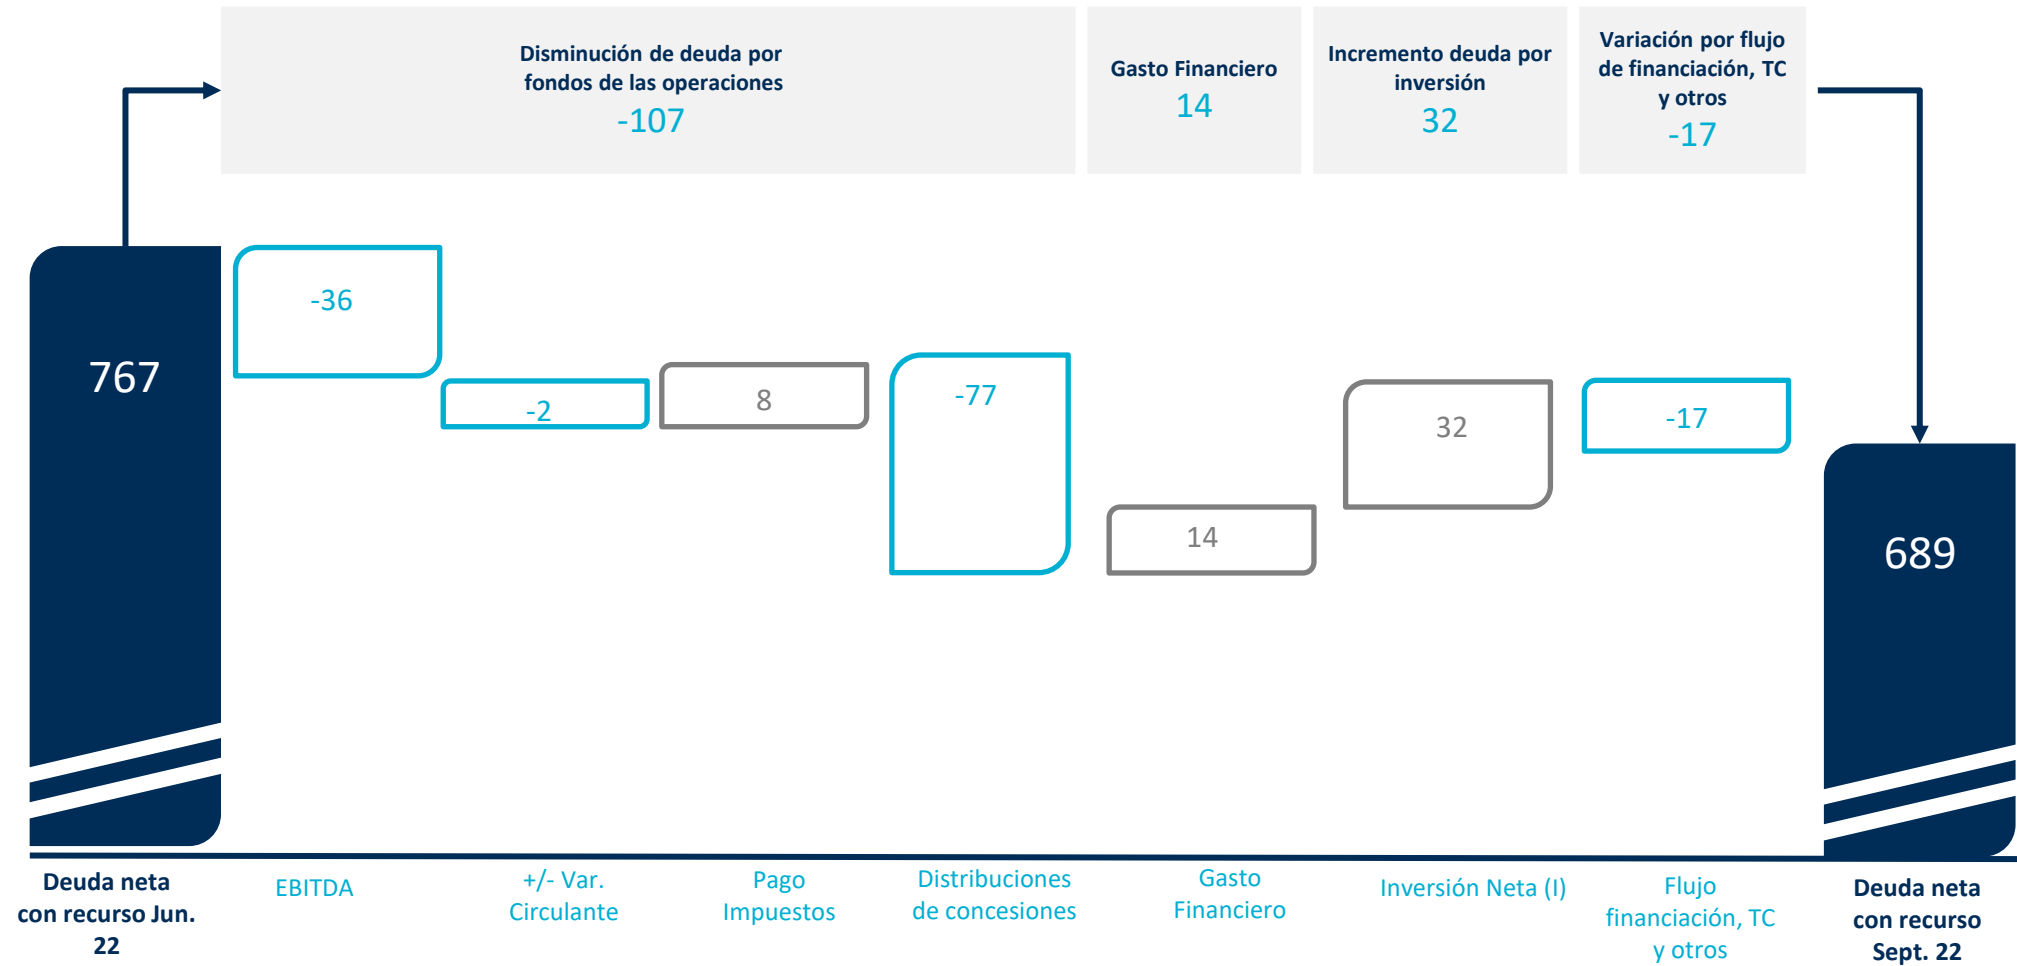 Disminución de deuda por
fondos de las operaciones
-107
Gasto Financiero
14
Incremento deuda por
inversión
32
Variación por flujo
de financiación, TC
y otros
-17
767
-36
-2
8
-77
14
32
-17
689
Deuda neta
con recurso Jun.
22
EBITDA
+/- Var.
Circulante
Pago
Impuestos
Distribuciones
de concesiones
Gasto
Financiero
Inversión Neta (I)
Flujo
financiación, TC
y otros
Deuda neta
con recurso
Sept. 22